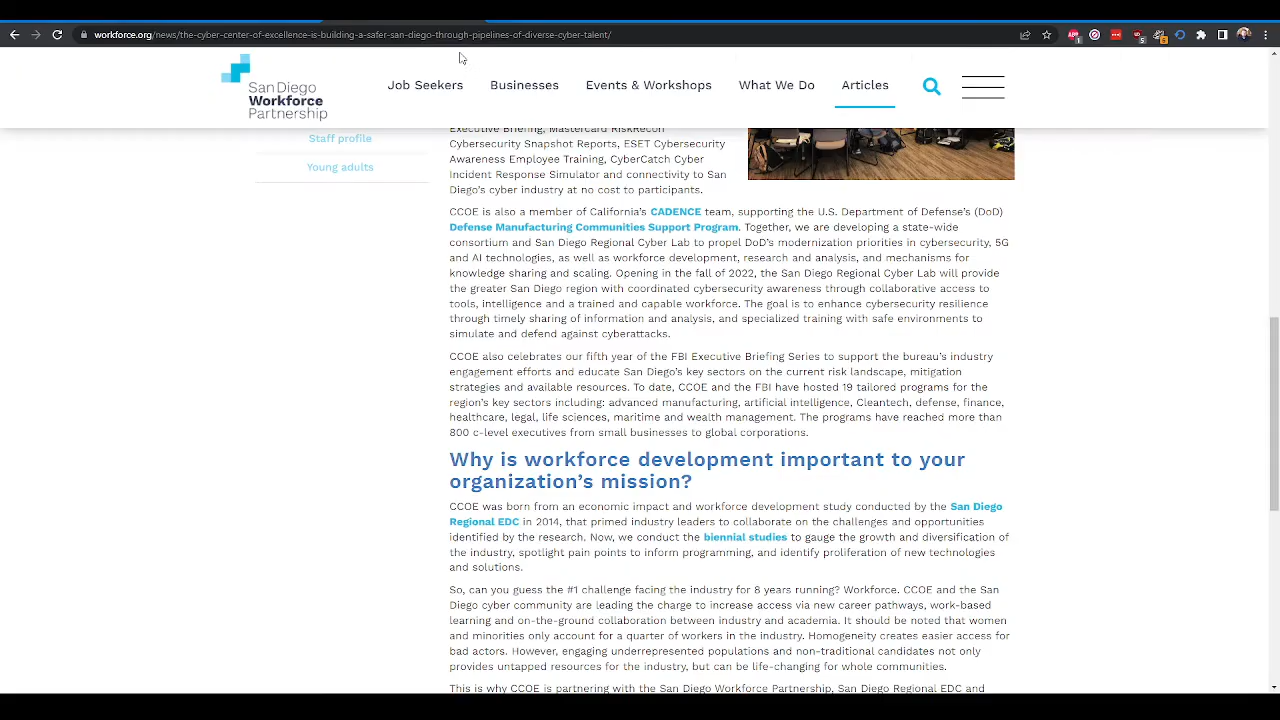 workforce.org/news/the-cyber-center-of-excellence-is-building-a-safer-san-diego-through-pipelines-of-diverse-cyber-talent/
San Diego
Workforce
Partnership
Job Seekers
Businesses
Events & Workshops
What We Do
Articles
Staff profile
Young adults
Executive Briefing, Mastercard RiskRecon
Cybersecurity Snapshot Reports, ESET Cybersecurity
Awareness Employee Training, CyberCatch Cyber
Incident Response Simulator and connectivity to San
Diego's cyber industry at no cost to participants.
CCOE is also a member of California's CADENCE team, supporting the U.S. Department of Defense's (DoD)
Defense Manufacturing Communities Support Program. Together, we are developing a state-wide
consortium and San Diego Regional Cyber Lab to propel DoD's modernization priorities in cybersecurity, 5G
and AI technologies, as well as workforce development, research and analysis, and mechanisms for
knowledge sharing and scaling. Opening in the fall of 2022, the San Diego Regional Cyber Lab will provide
the greater San Diego region with coordinated cybersecurity awareness through collaborative access to
tools, intelligence and a trained and capable workforce. The goal is to enhance cybersecurity resilience
through timely sharing of information and analysis, and specialized training with safe environments to
simulate and defend against cyberattacks.
CCOE also celebrates our fifth year of the FBI Executive Briefing Series to support the bureau's industry
engagement efforts and educate San Diego's key sectors on the current risk landscape, mitigation
strategies and available resources. To date, CCOE and the FBI have hosted 19 tailored programs for the
region's key sectors including: advanced manufacturing, artificial intelligence, Cleantech, defense, finance,
healthcare, legal, life sciences, maritime and wealth management. The programs have reached more than
800 c-level executives from small businesses to global corporations.
Why is workforce development important to your
organization's mission?
CCOE was born from an economic impact and workforce development study conducted by the San Diego
Regional EDC in 2014, that primed industry leaders to collaborate on the challenges and opportunities
identified by the research. Now, we conduct the biennial studies to gauge the growth and diversification of
the industry, spotlight pain points to inform programming, and identify proliferation of new technologies
and solutions.
So, can you guess the #1 challenge facing the industry for 8 years running? Workforce. CCOE and the San
Diego cyber community are leading the charge to increase access via new career pathways, work-based
learning and on-the-ground collaboration between industry and academia. It should be noted that women
and minorities only account for a quarter of workers in the industry. Homogeneity creates easier access for
bad actors. However, engaging underrepresented populations and non-traditional candidates not only
provides untapped resources for the industry, but can be life-changing for whole communities.
This is why CCOE is partnering with the San Diego Workforce Partnership, San Diego Regional EDC and